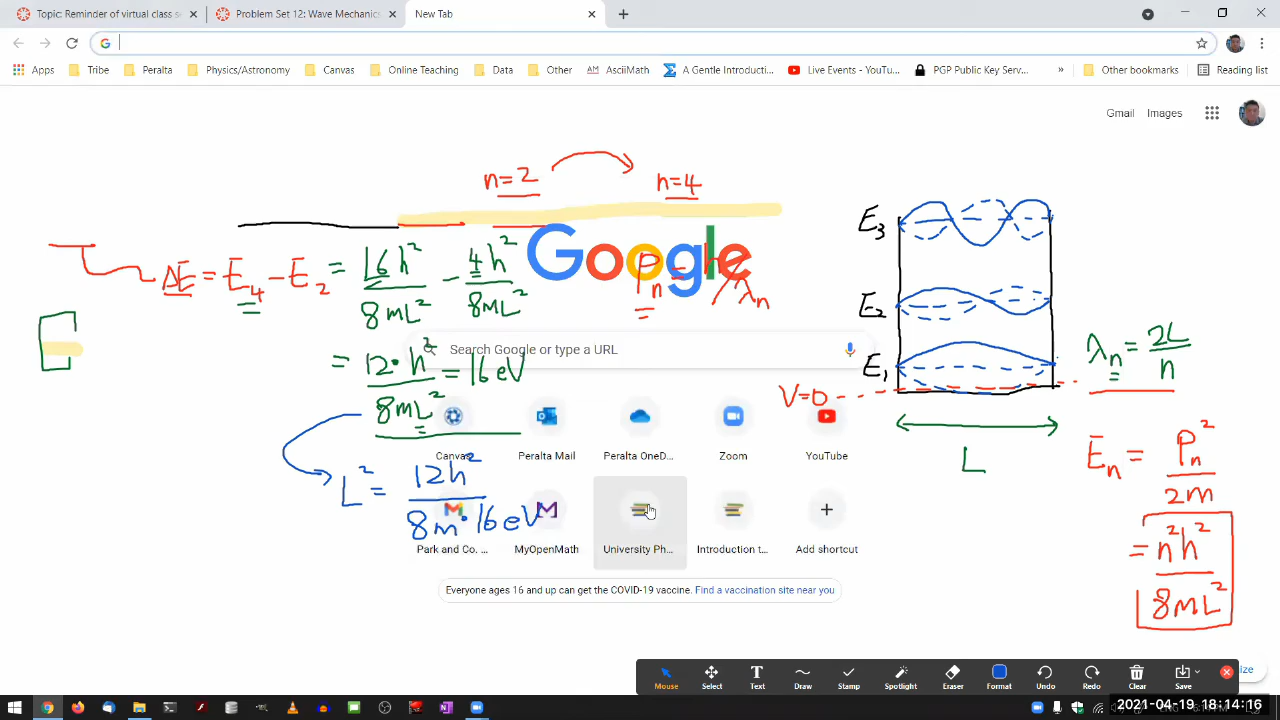 Topic: Reminder of virtual class s
Problem Set 12: Wave Mechanics
New Tab
Apps
Tribe
Peralta
Physics/Astronomy
Canvas
Online Teaching
Data
Other
AM AsciiMath
A Gentle Introducti...
Live Events - YouTu...
PGP Public Key Serv...
»
Other bookmarks
Reading list
Gmail
Images
n=2
n=4
Google
ΔE = E₄ - E₂ = 16h²/8mL² - 4h²/8mL²
Pₙ = h/λₙ
= 12·h²/8mL² = 16 eV
Search Google or type a URL
L² = 12h²/8m·16eV
E₃
E₂
E₁
V=0
L
λₙ = 2L/n
Eₙ = Pₙ²/2m
= n²h²/8mL²
Canvas
Peralta Mail
Peralta OneD...
Zoom
YouTube
Park and Co. ...
MyOpenMath
University Ph...
Introduction t...
Add shortcut
Everyone ages 16 and up can get the COVID-19 vaccine. Find a vaccination site near you
Mouse
Select
Text
Draw
Stamp
Spotlight
Eraser
Format
Undo
Redo
Clear
Save
ize
2021-04-19 18:14:16